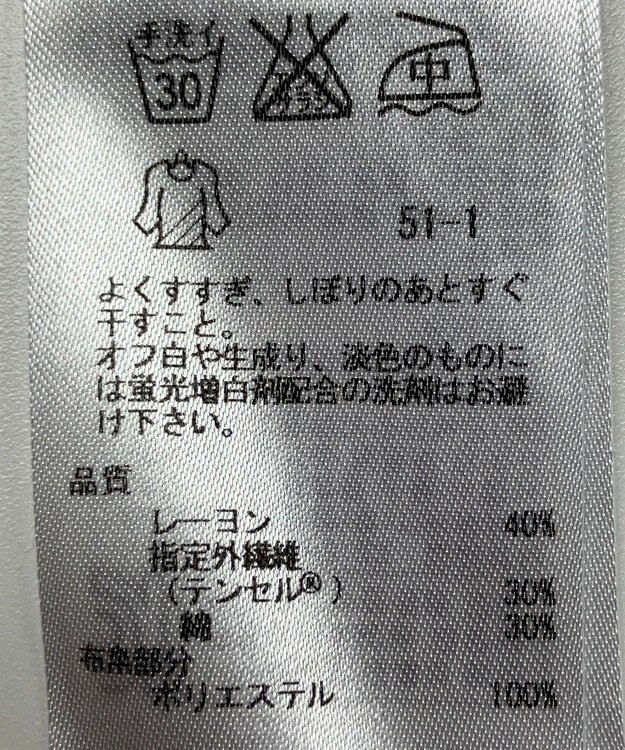 手洗イ
30
中
51-1
よくすすぎ、しぼりのあとすぐ
干すこと。
オフ白や生成り、淡色のものに
は蛍光増白剤配合の洗剤はお避
け下さい。
品質
レーヨン 40%
指定外繊維
(テンセル®) 30%
綿 30%
布帛部分
ポリエステル 100%